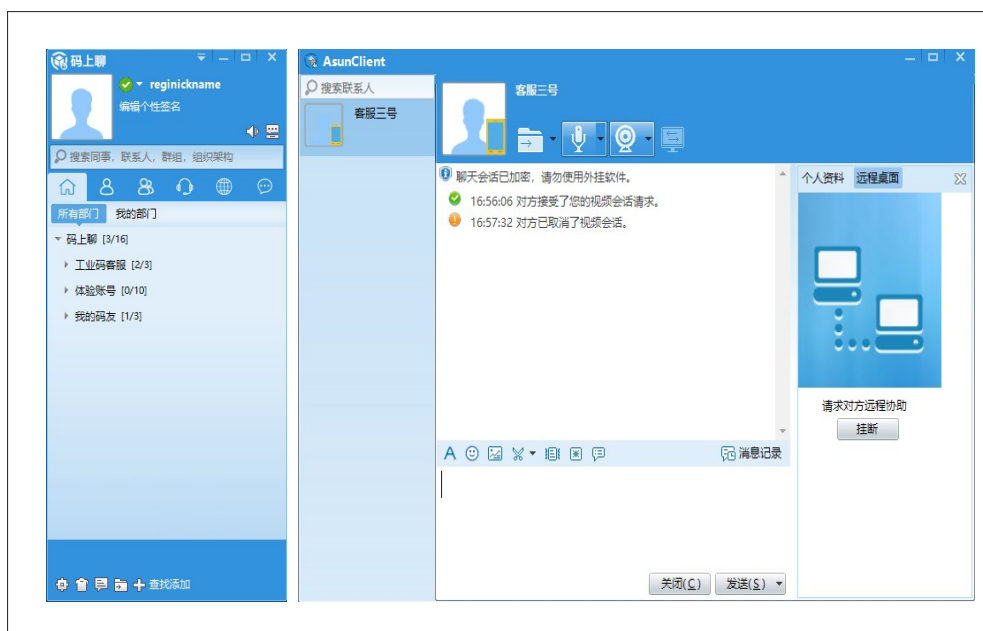 码上聊
reginickname
编辑个性签名
搜索同事, 联系人, 群组, 组织架构
所有部门 我的部门
码上聊 [3/16]
工业码客服 [2/3]
体验账号 [0/10]
我的码友 [1/3]
查找添加
AsunClient
搜索联系人
客服三号
客服三号
聊天会话已加密，请勿使用外挂软件。
16:56:06 对方接受了您的视频会话请求。
16:57:32 对方已取消了视频会话。
A
消息记录
关闭(C) 发送(S)
个人资料 远程桌面
请求对方远程协助
挂断